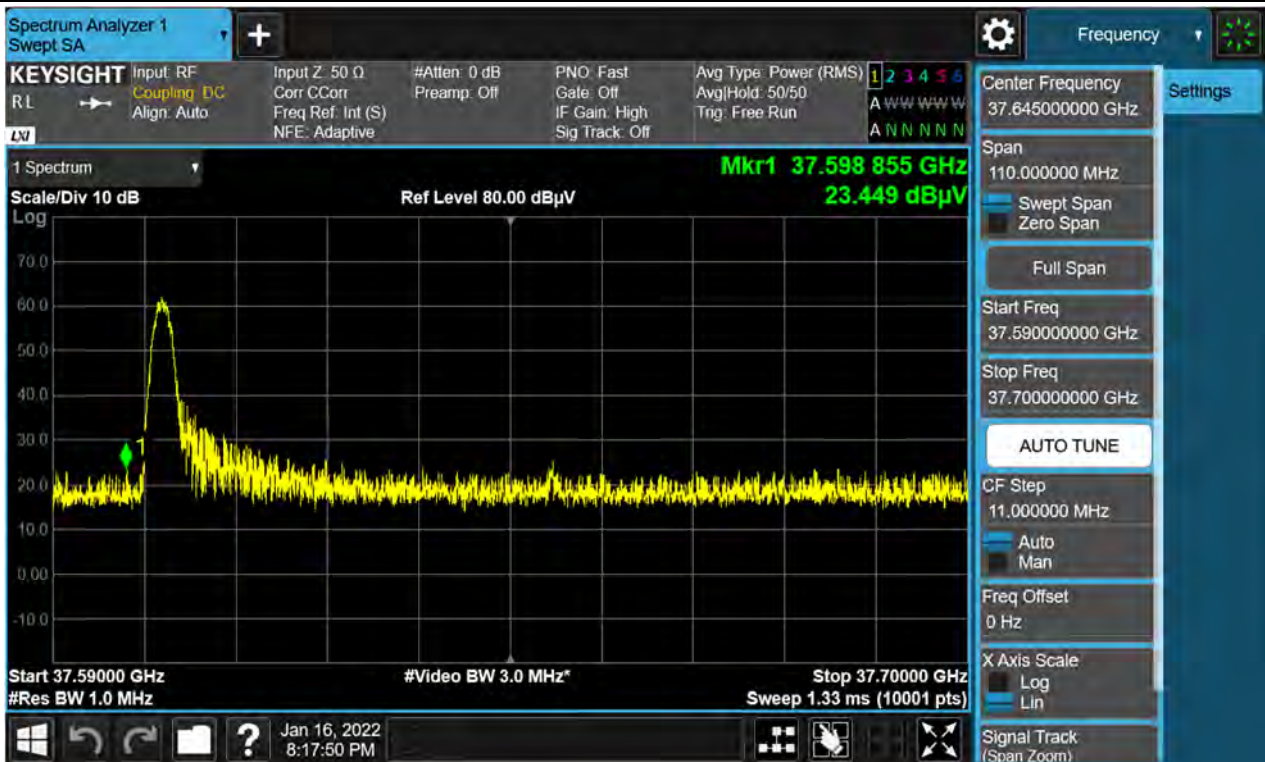 Spectrum Analyzer 1
Swept SA
+
Frequency
KEYSIGHT
RL
LXI
Input: RF
Coupling: DC
Align: Auto
Input Z: 50 Ω
Corr CCorr
Freq Ref: Int (S)
NFE: Adaptive
#Atten: 0 dB
Preamp: Off
PNO: Fast
Gate: Off
IF Gain: High
Sig Track: Off
Avg Type: Power (RMS)
Avg|Hold: 50/50
Trig: Free Run
1 2 3 4 5 6
A W W W W W
A N N N N N
1 Spectrum
Scale/Div 10 dB
Ref Level 80.00 dBµV
Mkr1 37.598 855 GHz
23.449 dBµV
Log
70.0
60.0
50.0
40.0
30.0
20.0
10.0
0.00
-10.0
1
Start 37.59000 GHz
#Res BW 1.0 MHz
#Video BW 3.0 MHz*
Stop 37.70000 GHz
Sweep 1.33 ms (10001 pts)
Center Frequency
37.645000000 GHz
Settings
Span
110.000000 MHz
Swept Span
Zero Span
Full Span
Start Freq
37.590000000 GHz
Stop Freq
37.700000000 GHz
AUTO TUNE
CF Step
11.000000 MHz
Auto
Man
Freq Offset
0 Hz
X Axis Scale
Log
Lin
Signal Track
(Span Zoom)
?
Jan 16, 2022
8:17:50 PM